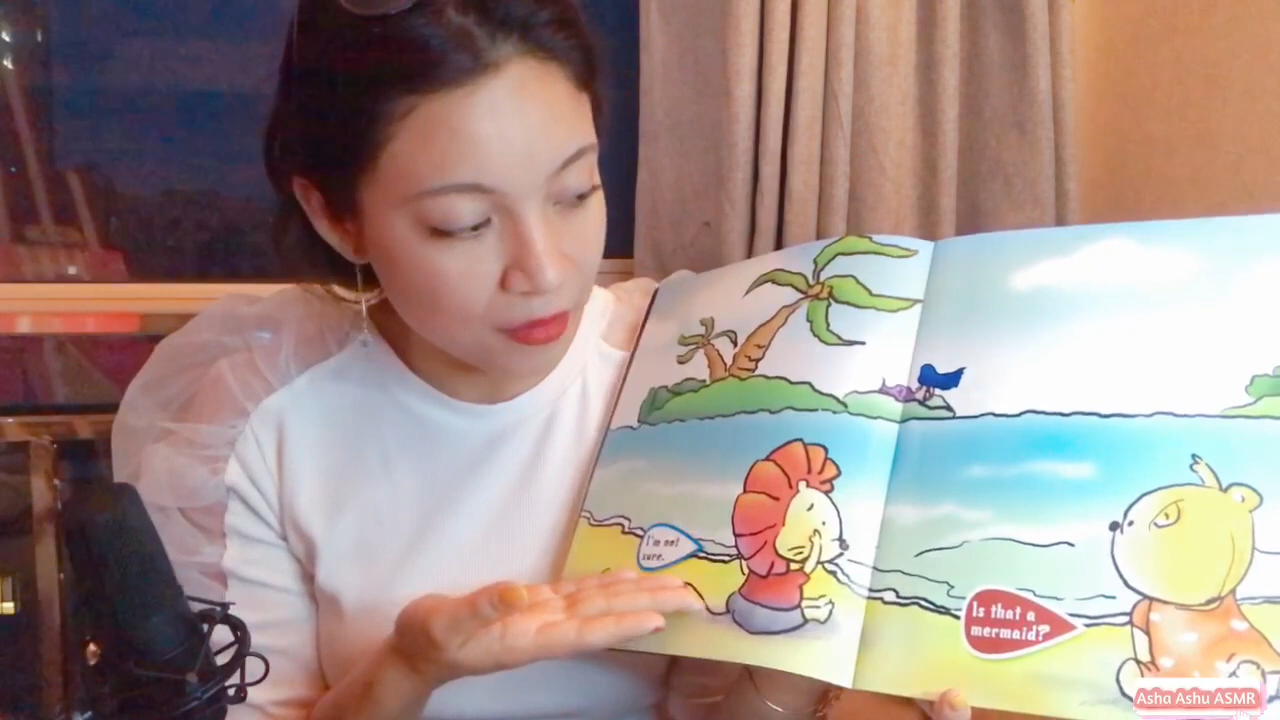 I'm not
sure.
Is that a
mermaid?
Asha Ashu ASMR